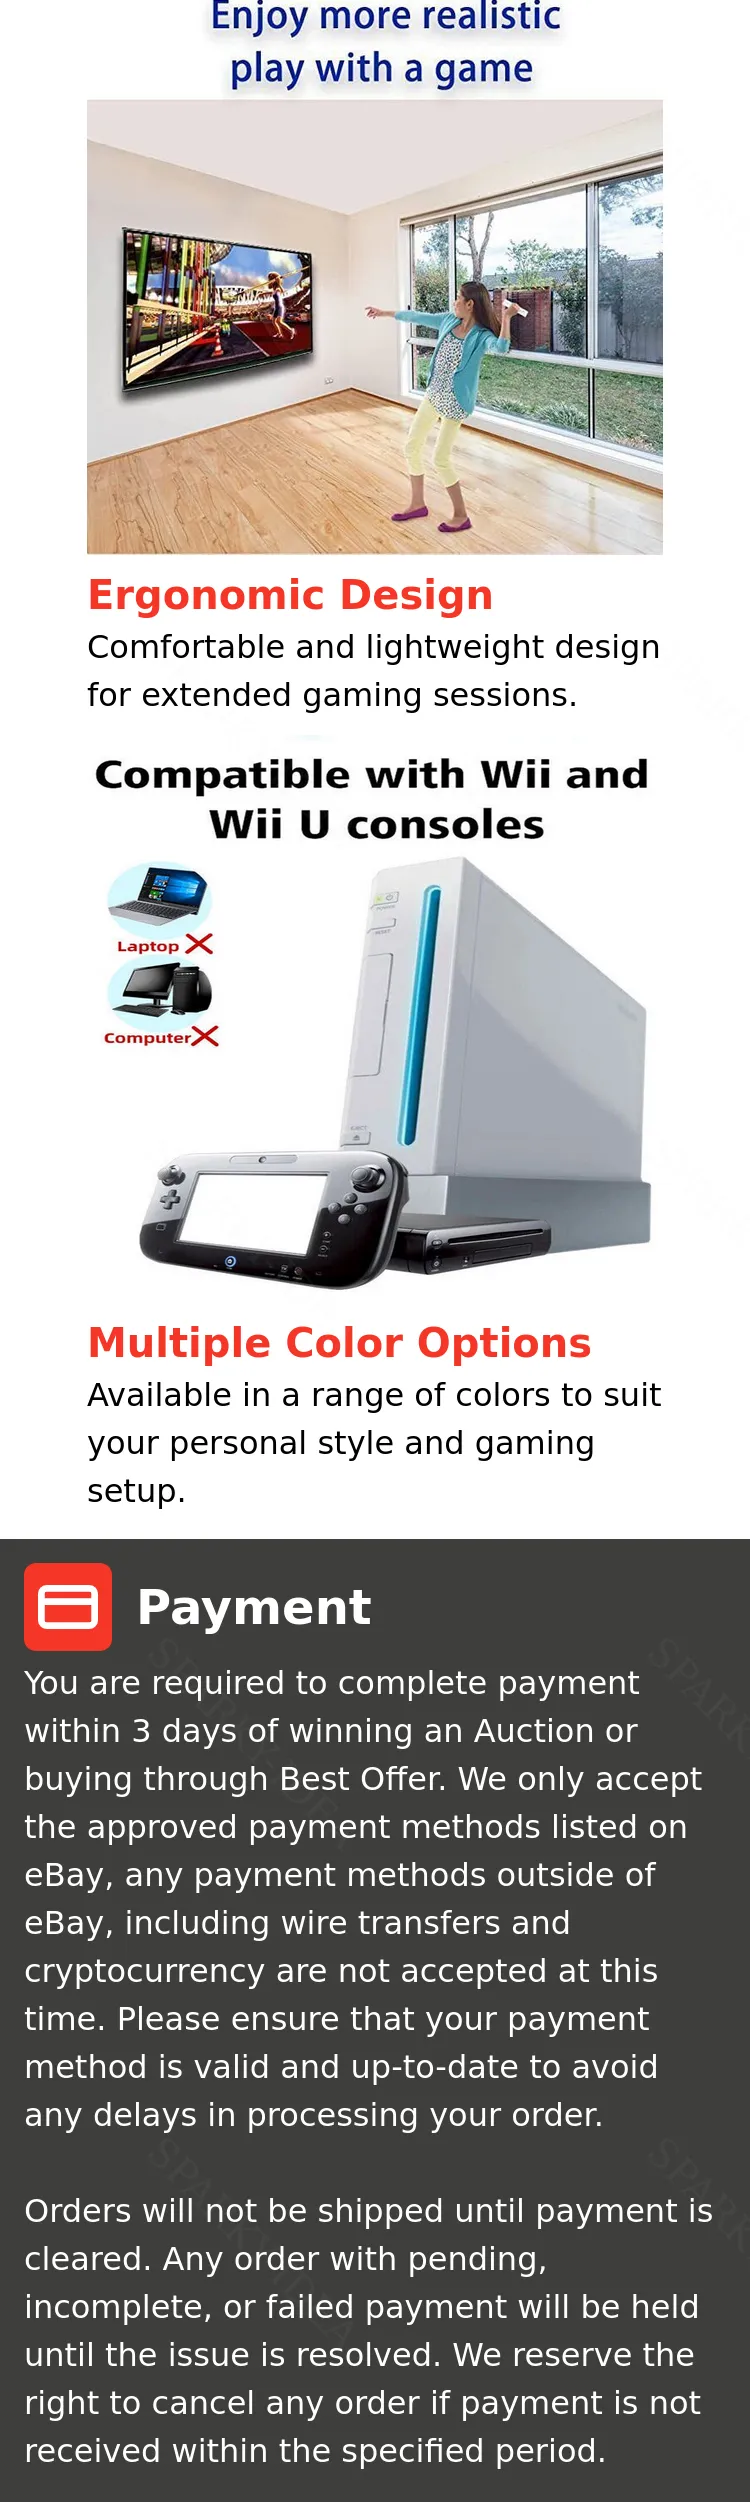 Enjoy more realistic
play with a game
Ergonomic Design
Comfortable and lightweight design
for extended gaming sessions.
Compatible with Wii and
Wii U consoles
Laptop
Computer
POWER
RESET
EJECT
Multiple Color Options
Available in a range of colors to suit
your personal style and gaming
setup.
Payment
You are required to complete payment
within 3 days of winning an Auction or
buying through Best Offer. We only accept
the approved payment methods listed on
eBay, any payment methods outside of
eBay, including wire transfers and
cryptocurrency are not accepted at this
time. Please ensure that your payment
method is valid and up-to-date to avoid
any delays in processing your order.
Orders will not be shipped until payment is
cleared. Any order with pending,
incomplete, or failed payment will be held
until the issue is resolved. We reserve the
right to cancel any order if payment is not
received within the specified period.